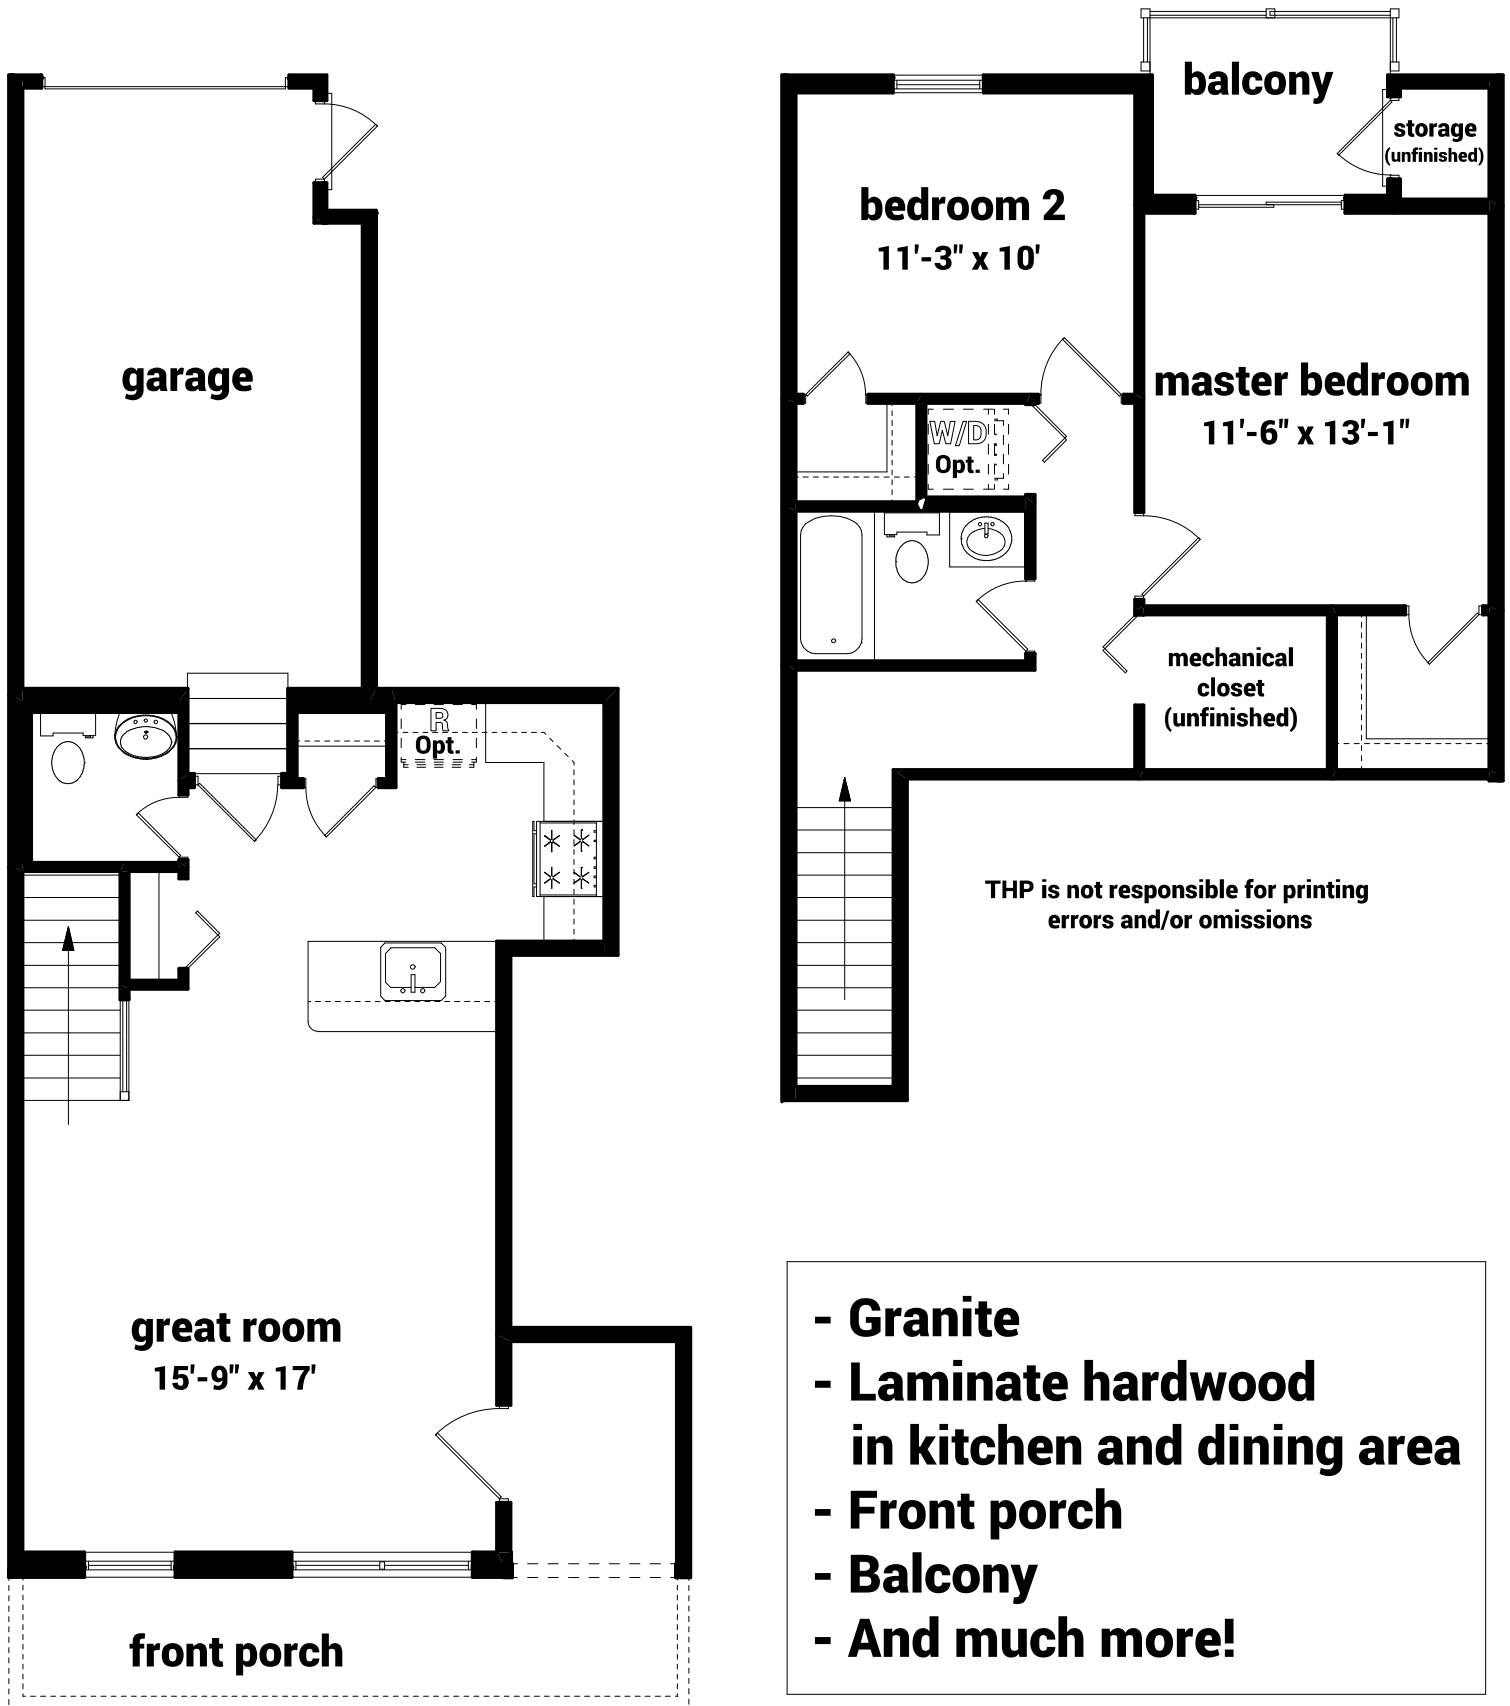 garage
R
Opt.
great room
15'-9" x 17'
front porch
balcony
storage
(unfinished)
bedroom 2
11'-3" x 10'
master bedroom
11'-6" x 13'-1"
W/D
Opt.
mechanical
closet
(unfinished)
THP is not responsible for printing
errors and/or omissions
- Granite
- Laminate hardwood
in kitchen and dining area
- Front porch
- Balcony
- And much more!